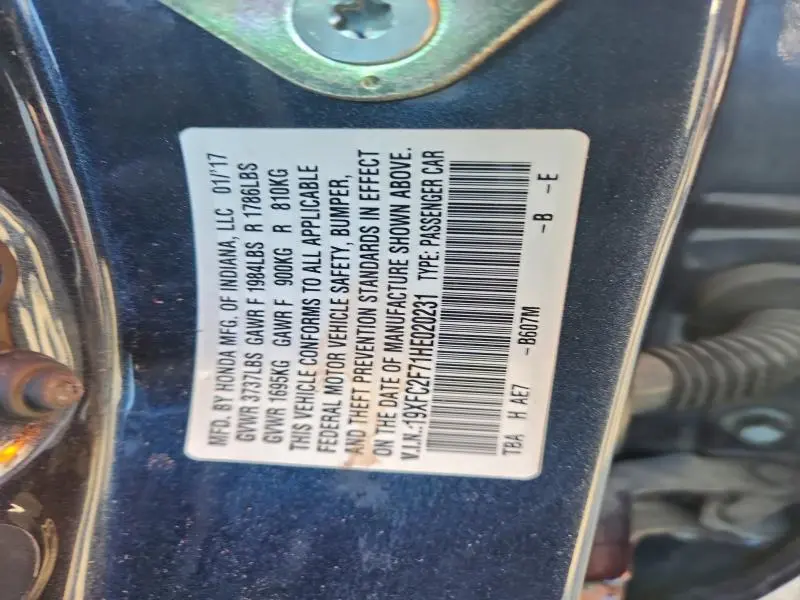 MFD. BY HONDA MFG. OF INDIANA, LLC 01/'17
GVWR 3737LBS GAWR F 1984LBS R 1786LBS
GVWR 1695KG GAWR F 900KG R 810KG
THIS VEHICLE CONFORMS TO ALL APPLICABLE
FEDERAL MOTOR VEHICLE SAFETY, BUMPER,
AND THEFT PREVENTION STANDARDS IN EFFECT
ON THE DATE OF MANUFACTURE SHOWN ABOVE.
V.I.N.:19XFC2F71HE020231 TYPE: PASSENGER CAR
TBA H AE7 -B607M -B -E